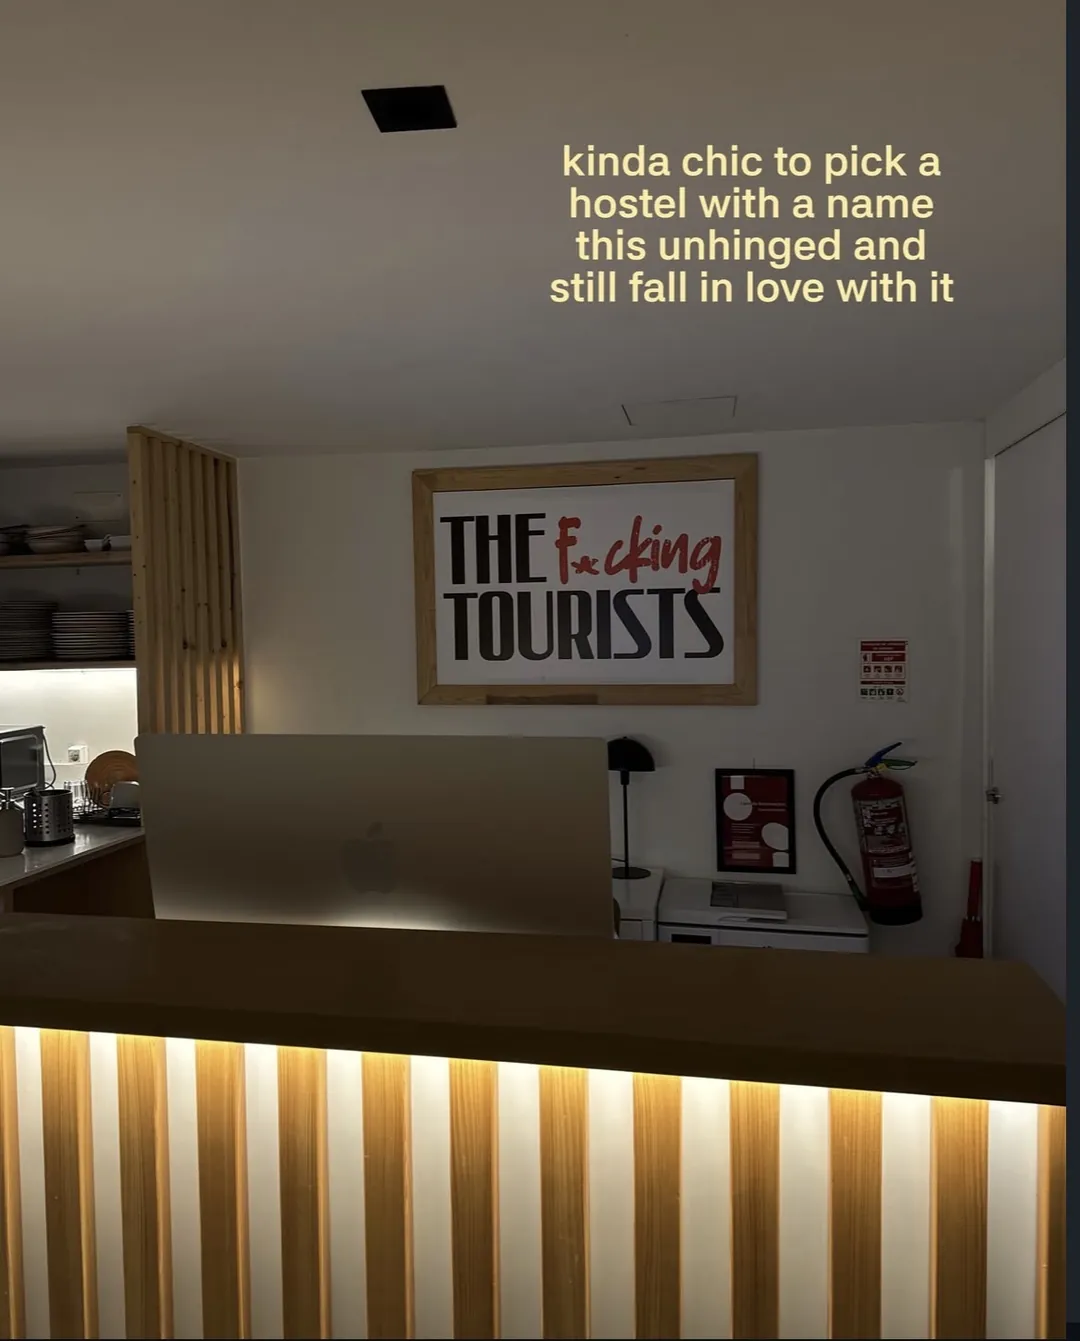 kinda chic to pick a
hostel with a name
this unhinged and
still fall in love with it
THE F*cking
TOURISTS